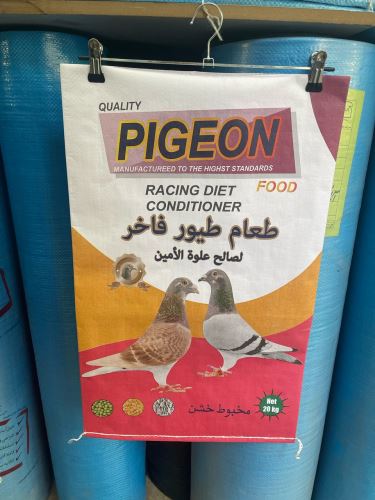 QUALITY
PIGEON
MANUFACTUREED TO THE HIGHST STANDARDS
FOOD
RACING DIET
CONDITIONER
طعام طيور فاخر
لصالح علوة الأمين
مخبوط خشن
Net
20 kg